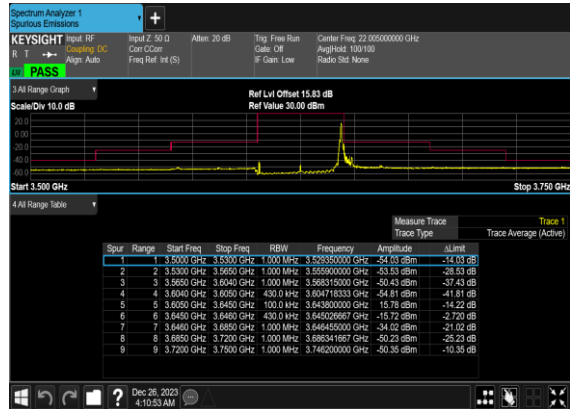 Spectrum Analyzer 1
Spurious Emissions
KEYSIGHT Input: RF Input Z: 50 Ω Atten: 20 dB Trig: Free Run Center Freq: 22.005000000 GHz
R T Coupling: DC Corr CCorr Gate: Off Avg|Hold: 100/100
Align: Auto Freq Ref: Int (S) IF Gain: Low Radio Std: None
PASS
3 All Range Graph Ref Lvl Offset 15.83 dB
Scale/Div 10.0 dB Ref Value 30.00 dBm
20.0
0.00
-20.0
-40.0
-60.0
Start 3.500 GHz Stop 3.750 GHz
4 All Range Table
Measure Trace Trace 1
Trace Type Trace Average (Active)
Spur Range Start Freq Stop Freq RBW Frequency Amplitude ΔLimit
1 1 3.5000 GHz 3.5300 GHz 1.000 MHz 3.529350000 GHz -54.03 dBm -14.03 dB
2 2 3.5300 GHz 3.5650 GHz 1.000 MHz 3.555900000 GHz -53.53 dBm -28.53 dB
3 3 3.5650 GHz 3.6040 GHz 1.000 MHz 3.568315000 GHz -50.43 dBm -37.43 dB
4 4 3.6040 GHz 3.6050 GHz 430.0 kHz 3.604718333 GHz -54.81 dBm -41.81 dB
5 5 3.6050 GHz 3.6450 GHz 100.0 kHz 3.643800000 GHz 15.78 dBm -14.22 dB
6 6 3.6450 GHz 3.6460 GHz 430.0 kHz 3.645026667 GHz -15.72 dBm -2.720 dB
7 7 3.6460 GHz 3.6850 GHz 1.000 MHz 3.646455000 GHz -34.02 dBm -21.02 dB
8 8 3.6850 GHz 3.7200 GHz 1.000 MHz 3.686341667 GHz -50.23 dBm -25.23 dB
9 9 3.7200 GHz 3.7500 GHz 1.000 MHz 3.746200000 GHz -50.35 dBm -10.35 dB
Dec 26, 2023
4:10:53 AM